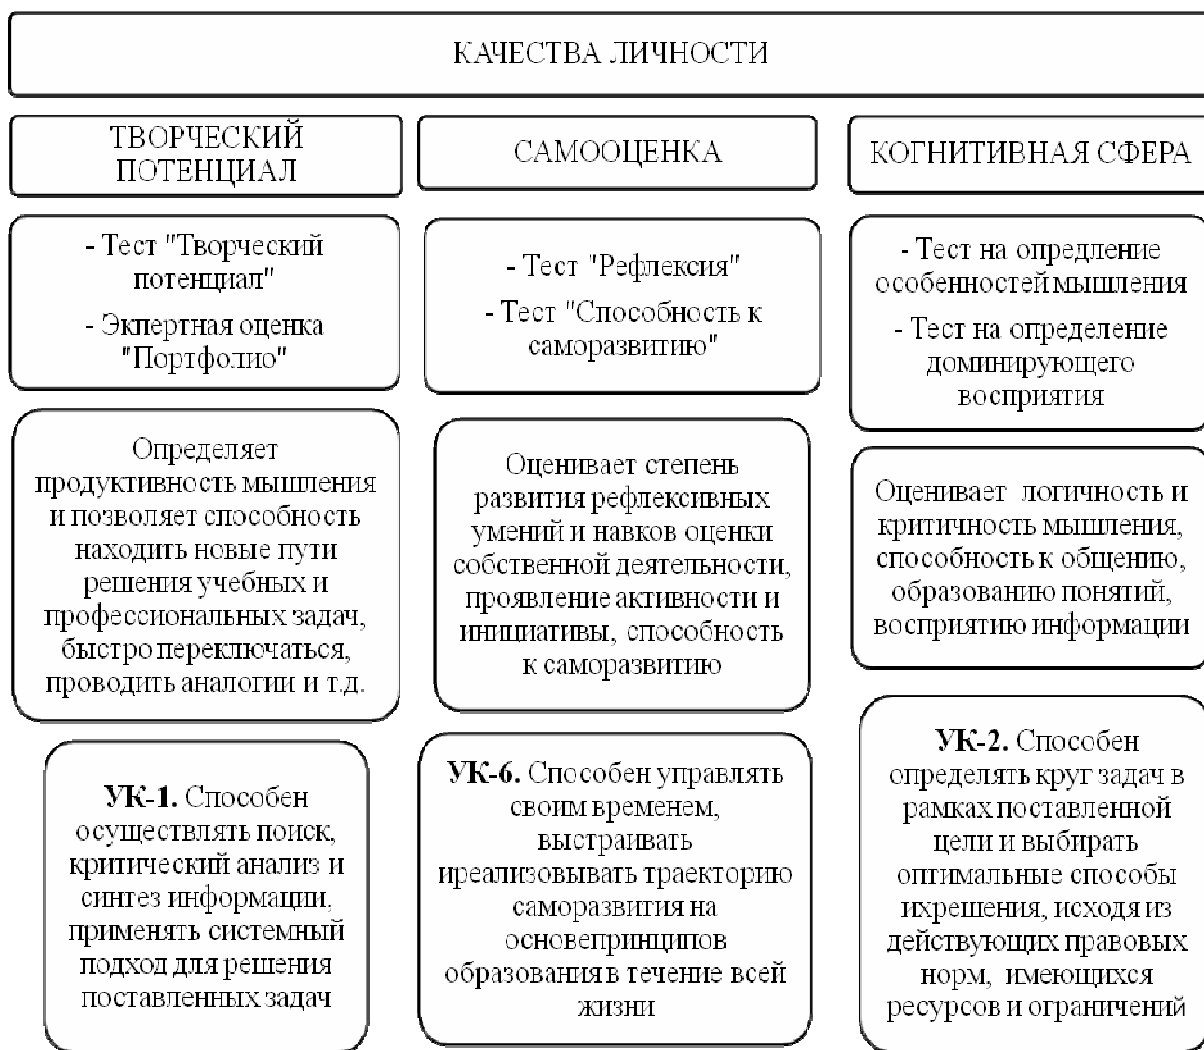 КАЧЕСТВА ЛИЧНОСТИ
ТВОРЧЕСКИЙ
ПОТЕНЦИАЛ
- Тест "Творческий
потенциал"
- Экпертная оценка
"Портфолио"
Определяет
продуктивность мышления
и позволяет способность
находить новые пути
решения учебных и
профессиональных задач,
быстро переключаться,
проводить аналогии и т.д.
УК-1. Способен
осуществлять поиск,
критический анализ и
синтез информации,
применять системный
подход для решения
поставленных задач
САМООЦЕНКА
- Тест "Рефлексия"
- Тест "Способность к
саморазвитию"
Оценивает степень
развития рефлексивных
умений и навков оценки
собственной деятельности,
проявление активности и
инициативы, способность
к саморазвитию
УК-6. Способен управлять
своим временем,
выстраивать
иреализовывать траекторию
саморазвития на
основепринципов
образования в течение всей
жизни
КОГНИТИВНАЯ СФЕРА
- Тест на опредление
особенностей мышления
- Тест на определение
доминирующего
восприятия
Оценивает логичность и
критичность мышления,
способность к общению,
образованию понятий,
восприятию информации
УК-2. Способен
определять круг задач в
рамках поставленной
цели и выбирать
оптимальные способы
ихрешения, исходя из
действующих правовых
норм, имеющихся
ресурсов и ограничений